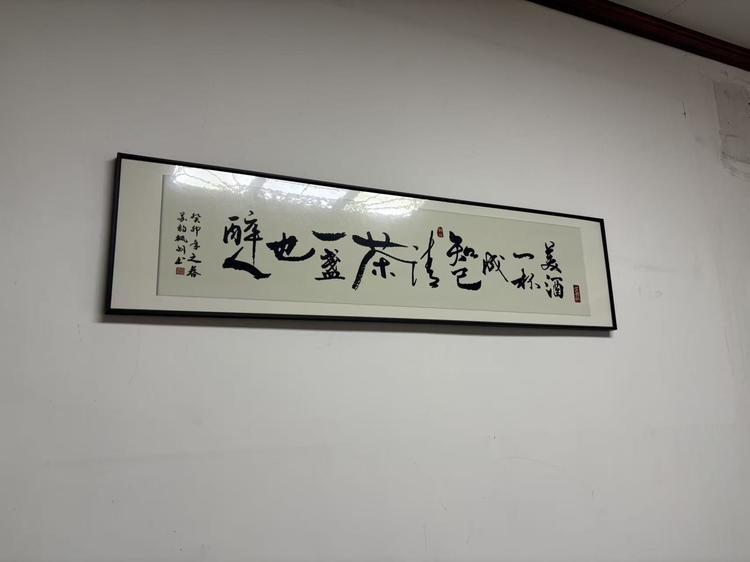 美酒
一杯
成
知己
清
茶
一盏
也
醉人
癸卯年之春